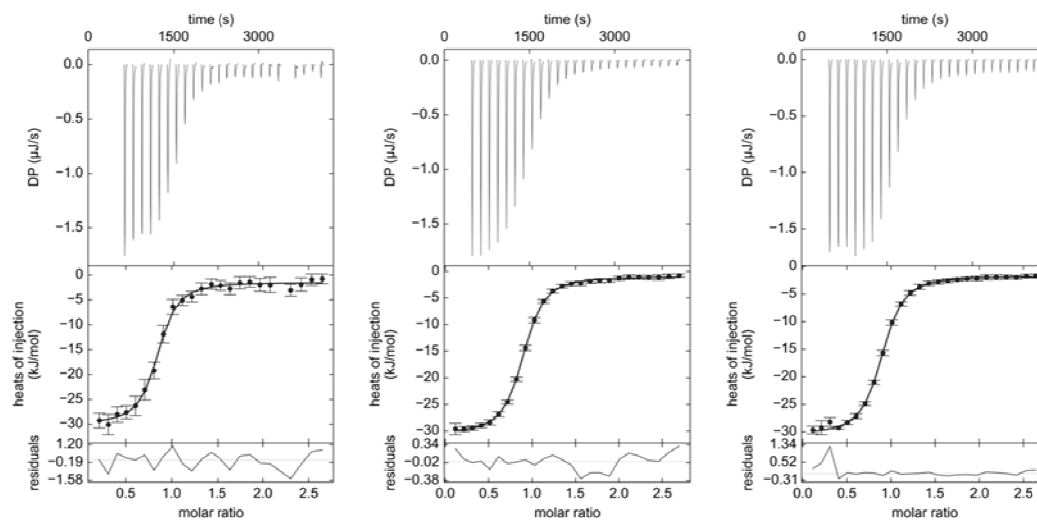 time (s) time (s) time (s)
0 1500 3000 0 1500 3000 0 1500 3000
0.0 0.0 0.0
−0.5 −0.5 −0.5
DP (µJ/s) DP (µJ/s) DP (µJ/s)
−1.0 −1.0 −1.0
−1.5 −1.5 −1.5
0 0 0
−5 −5 −5
−10 −10 −10
−15 −15 −15
heats of injection heats of injection heats of injection
(kJ/mol) (kJ/mol) (kJ/mol)
−20 −20 −20
−25 −25 −25
−30 −30 −30
1.20 0.34 1.34
residuals residuals residuals
−0.19 −0.02 0.52
−1.58 −0.38 −0.31
0.5 1.0 1.5 2.0 2.5 0.0 0.5 1.0 1.5 2.0 2.5 0.0 0.5 1.0 1.5 2.0 2.5
molar ratio molar ratio molar ratio